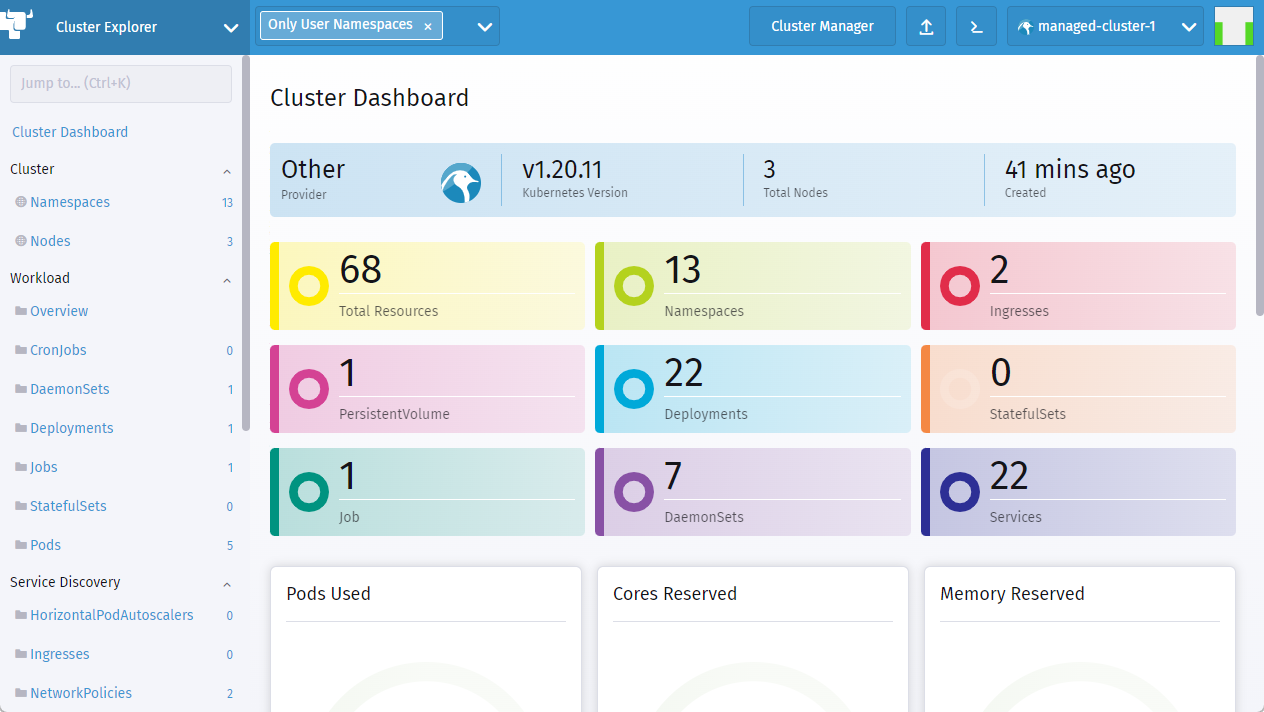 Cluster Explorer
Only User Namespaces ×
Cluster Manager
managed-cluster-1
Jump to... (Ctrl+K)
Cluster Dashboard
Cluster
Namespaces 13
Nodes 3
Workload
Overview
CronJobs 0
DaemonSets 1
Deployments 1
Jobs 1
StatefulSets 0
Pods 5
Service Discovery
HorizontalPodAutoscalers 0
Ingresses 0
NetworkPolicies 2
Cluster Dashboard
Other
Provider
v1.20.11
Kubernetes Version
3
Total Nodes
41 mins ago
Created
68
Total Resources
13
Namespaces
2
Ingresses
1
PersistentVolume
22
Deployments
0
StatefulSets
1
Job
7
DaemonSets
22
Services
Pods Used
Cores Reserved
Memory Reserved